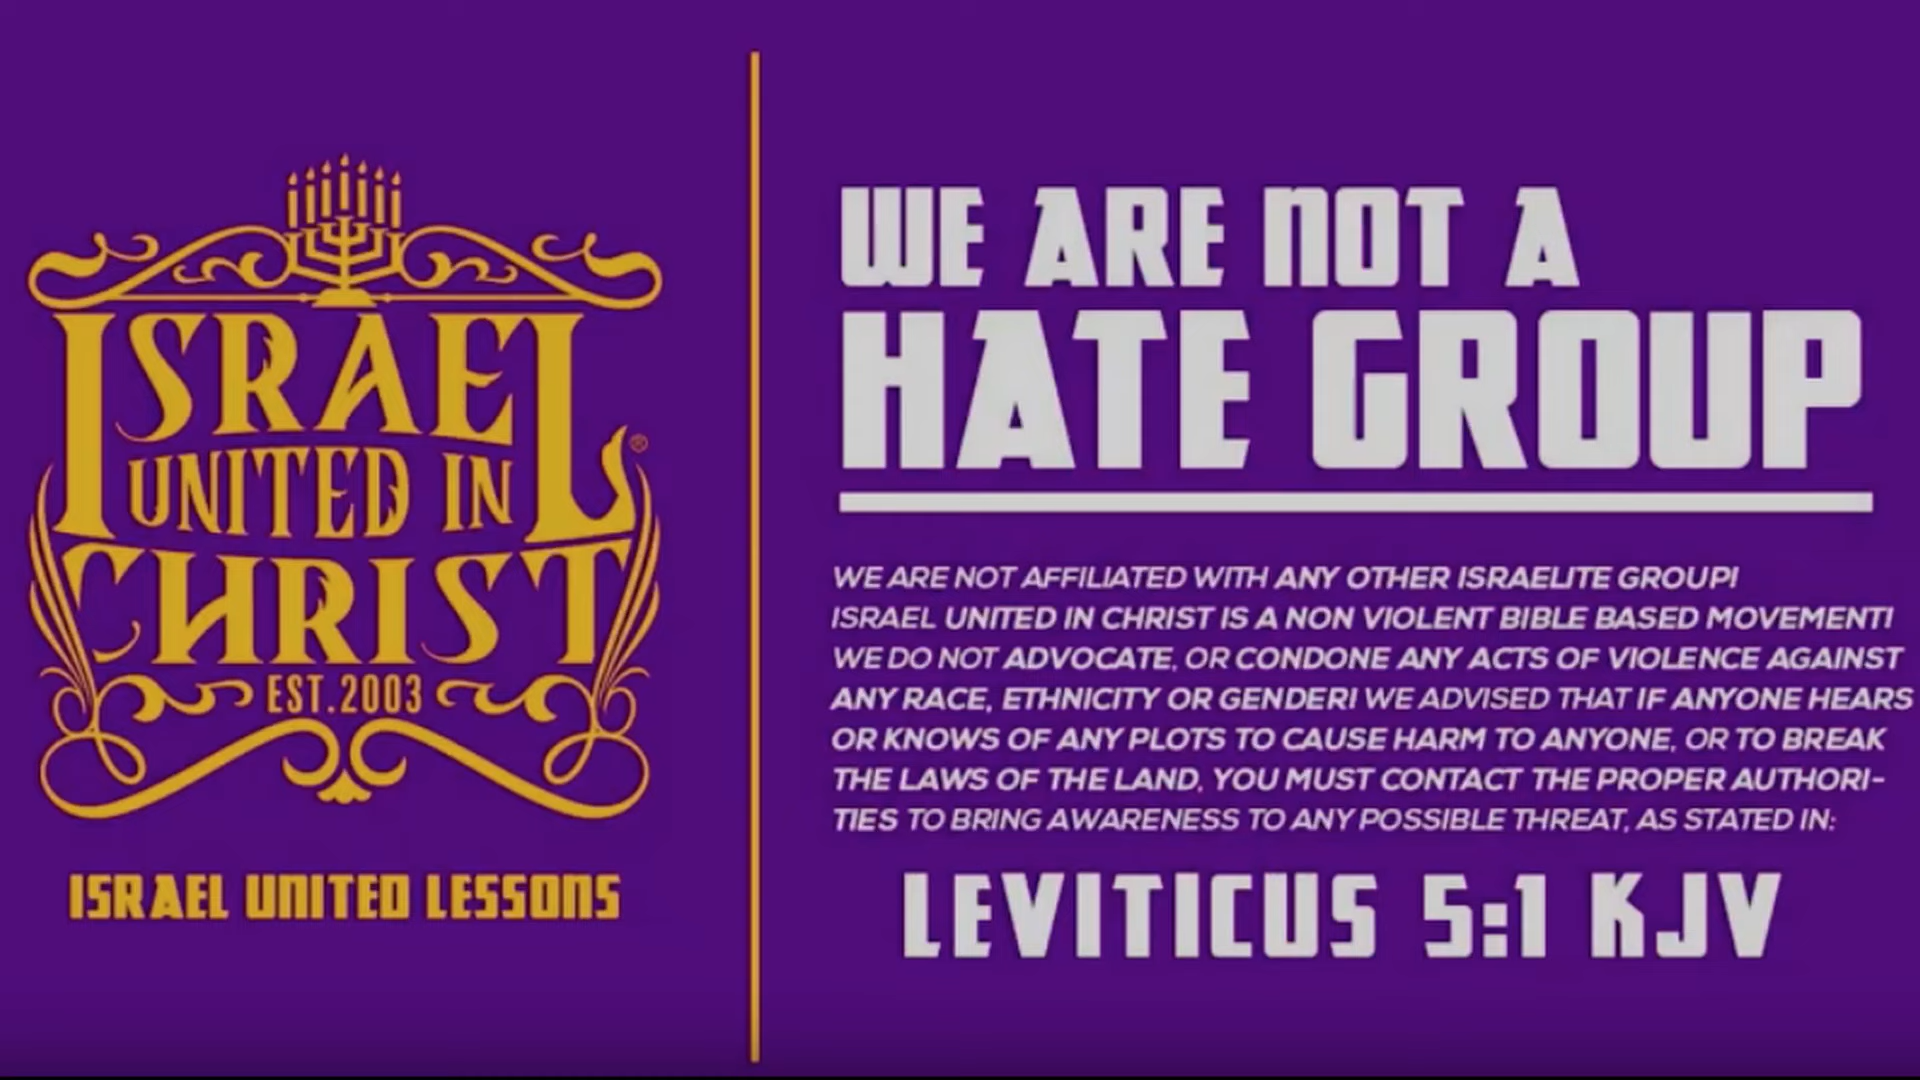 ISRAEL
UNITED IN
CHRIST
®
EST.2003
ISRAEL UNITED LESSONS
WE ARE NOT A
HATE GROUP
WE ARE NOT AFFILIATED WITH ANY OTHER ISRAELITE GROUP!
ISRAEL UNITED IN CHRIST IS A NON VIOLENT BIBLE BASED MOVEMENT!
WE DO NOT ADVOCATE, OR CONDONE ANY ACTS OF VIOLENCE AGAINST
ANY RACE, ETHNICITY OR GENDER! WE ADVISED THAT IF ANYONE HEARS
OR KNOWS OF ANY PLOTS TO CAUSE HARM TO ANYONE, OR TO BREAK
THE LAWS OF THE LAND, YOU MUST CONTACT THE PROPER AUTHORI-
TIES TO BRING AWARENESS TO ANY POSSIBLE THREAT, AS STATED IN:
LEVITICUS 5:1 KJV